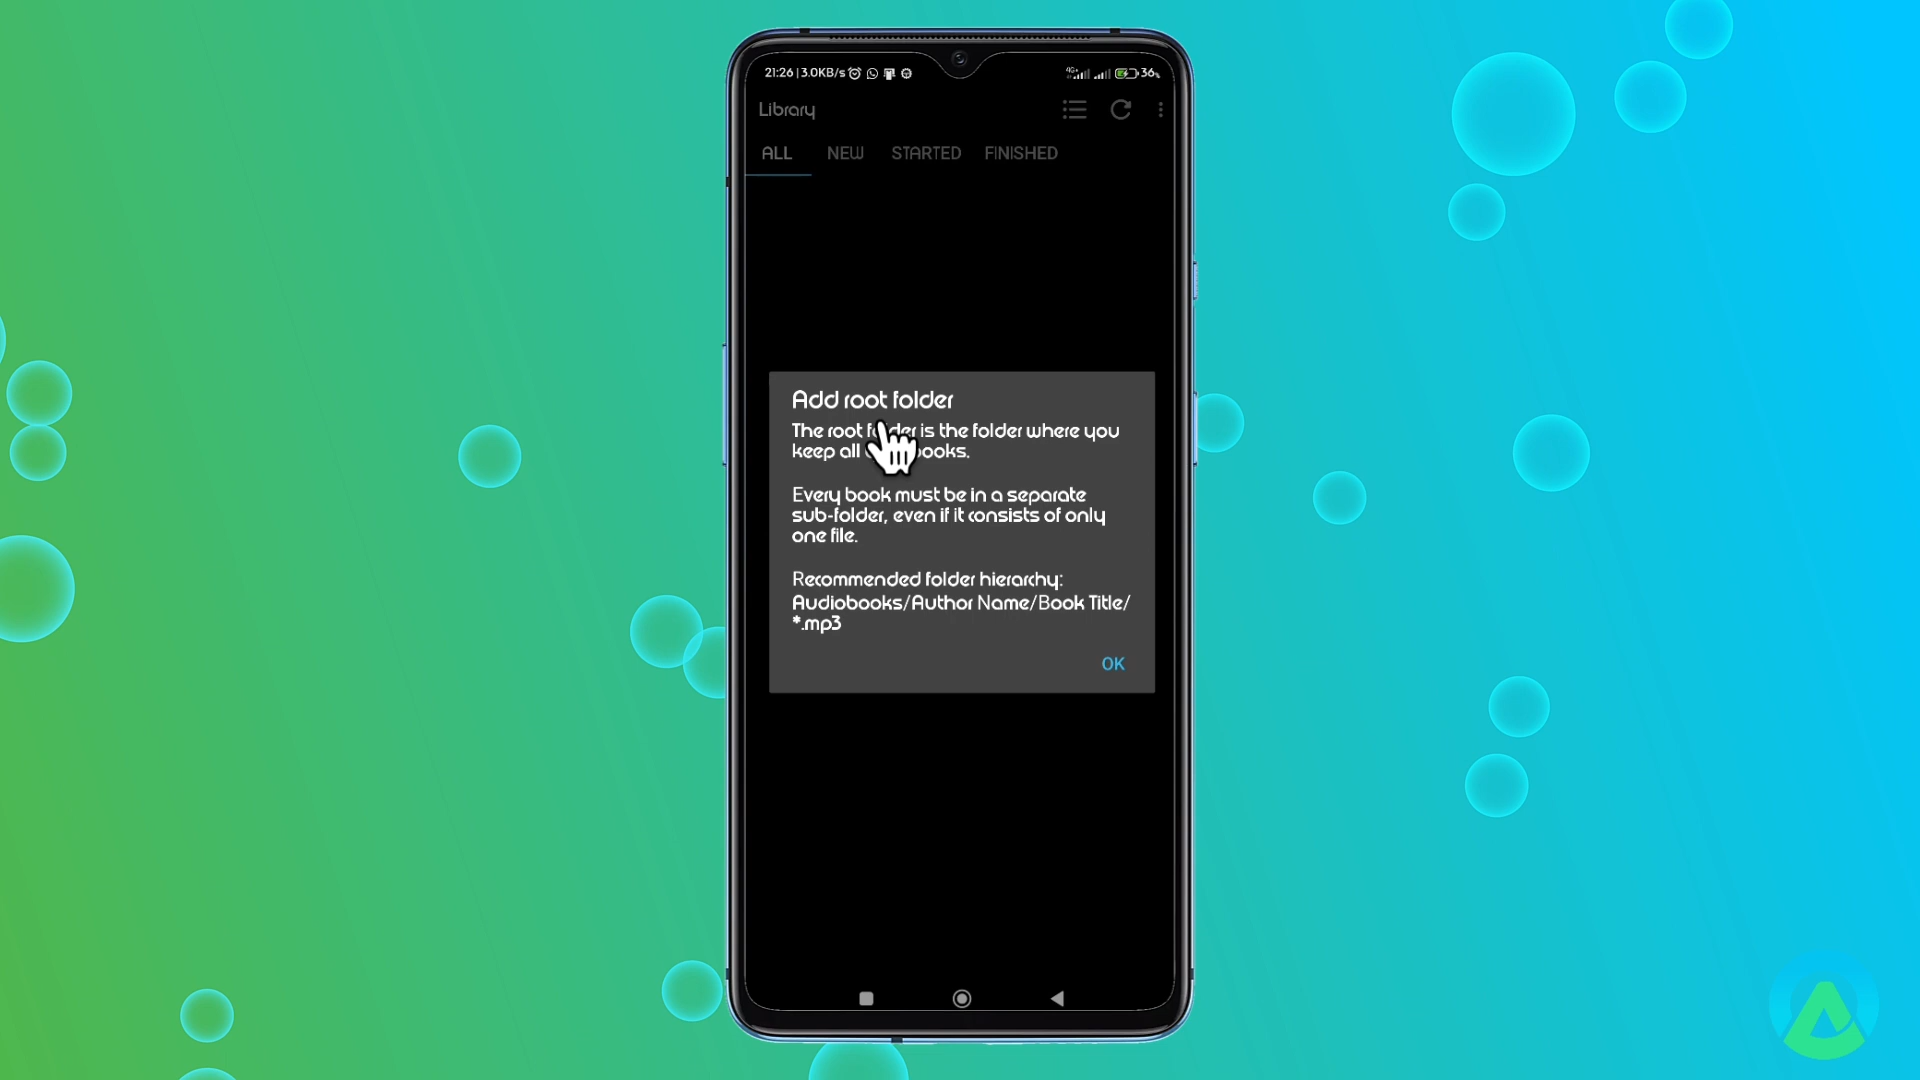 21:26 | 3.0KB/s 4G+ 36%
Library
ALL NEW STARTED FINISHED
Add root folder
The root folder is the folder where you
keep all books.
Every book must be in a separate
sub-folder, even if it consists of only
one file.
Recommended folder hierarchy:
Audiobooks/Author Name/Book Title/
*.mp3
OK